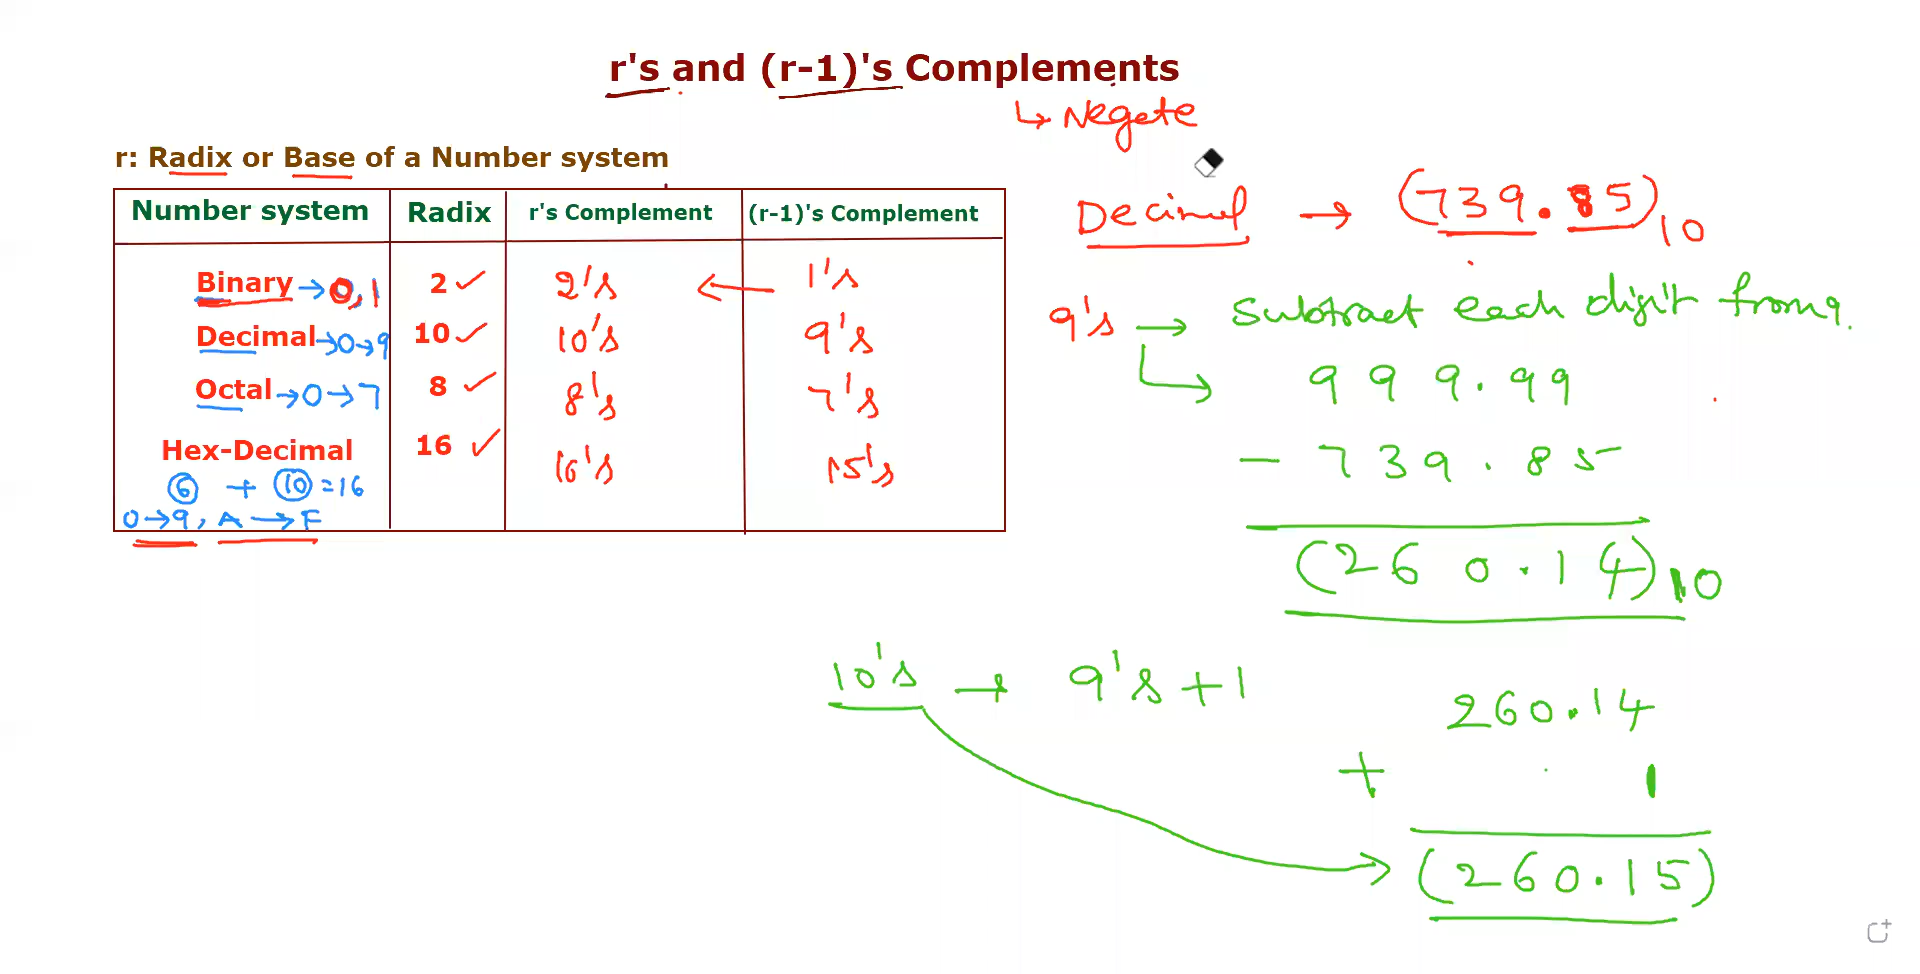 r's and (r-1)'s Complements
↳ Negate
r: Radix or Base of a Number system
Number system Radix r's Complement (r-1)'s Complement
Binary → 0,1 2 ✓ 2's ← 1's
Decimal → 0→9 10 ✓ 10's 9's
Octal → 0→7 8 ✓ 8's 7's
Hex-Decimal 16 ✓ 16's 15's
6 + 10 = 16
0→9, A→F
Decimal → (739.85)10
9's → Subtract each digit from 9.
↳ 999.99
- 739.85
(260.14)10
10's → 9's + 1
260.14
+ 1
(260.15)